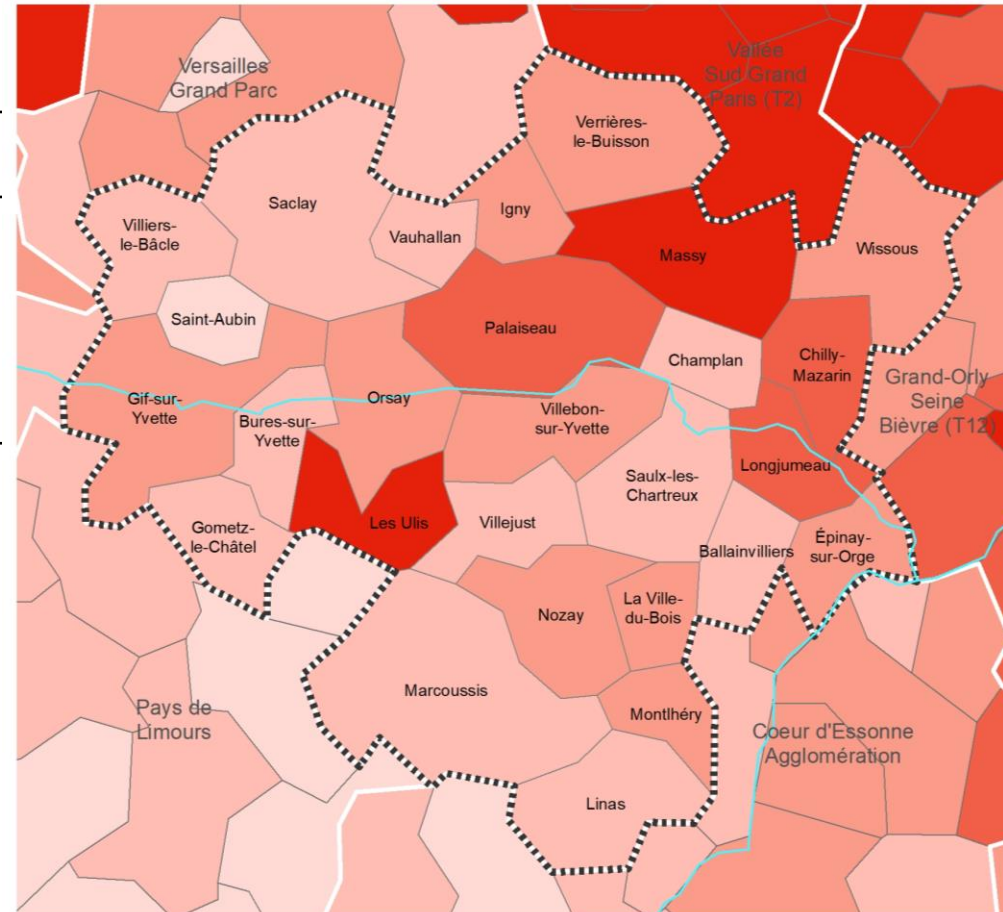 Versailles
Grand Parc
Vallée
Sud Grand
Paris (T2)
Verrières-
le-Buisson
Saclay
Igny
Villiers-
le-Bâcle
Vauhallan
Massy
Wissous
Saint-Aubin
Palaiseau
Champlan
Chilly-
Mazarin
Grand-Orly
Seine
Bièvre (T12)
Gif-sur-
Yvette
Orsay
Bures-sur-
Yvette
Villebon-
sur-Yvette
Longjumeau
Saulx-les-
Chartreux
Les Ulis
Villejust
Gometz-
le-Châtel
Ballainvilliers
Épinay-
sur-Orge
Nozay
La Ville-
du-Bois
Marcoussis
Pays de
Limours
Montlhéry
Coeur d'Essonne
Agglomération
Linas